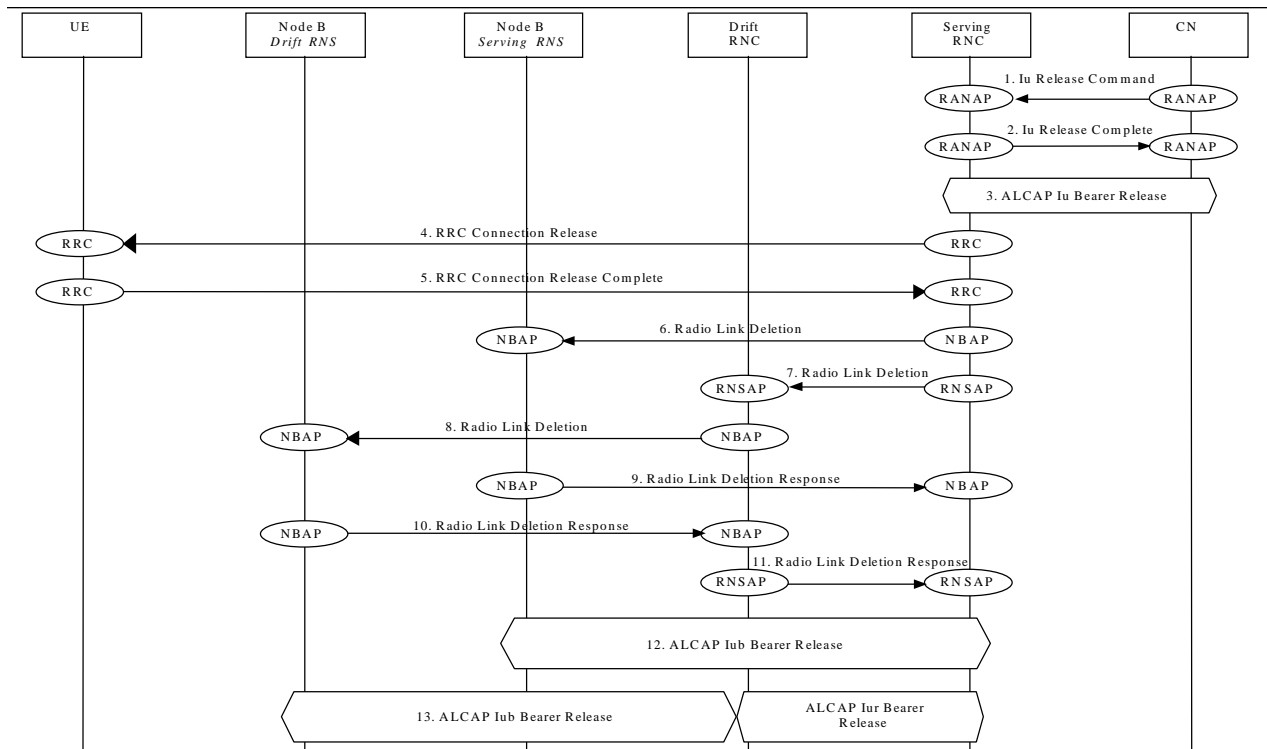 UE
Node B
Drift RNS
Node B
Serving RNS
Drift
RNC
Serving
RNC
CN
1. Iu Release Command
RANAP
RANAP
2. Iu Release Complete
RANAP
RANAP
3. ALCAP Iu Bearer Release
4. RRC Connection Release
RRC
RRC
5. RRC Connection Release Complete
RRC
RRC
6. Radio Link Deletion
NBAP
NBAP
7. Radio Link Deletion
RNSAP
RNSAP
8. Radio Link Deletion
NBAP
NBAP
9. Radio Link Deletion Response
NBAP
NBAP
10. Radio Link Deletion Response
NBAP
NBAP
11. Radio Link Deletion Response
RNSAP
RNSAP
12. ALCAP Iub Bearer Release
13. ALCAP Iub Bearer Release
ALCAP Iur Bearer
Release